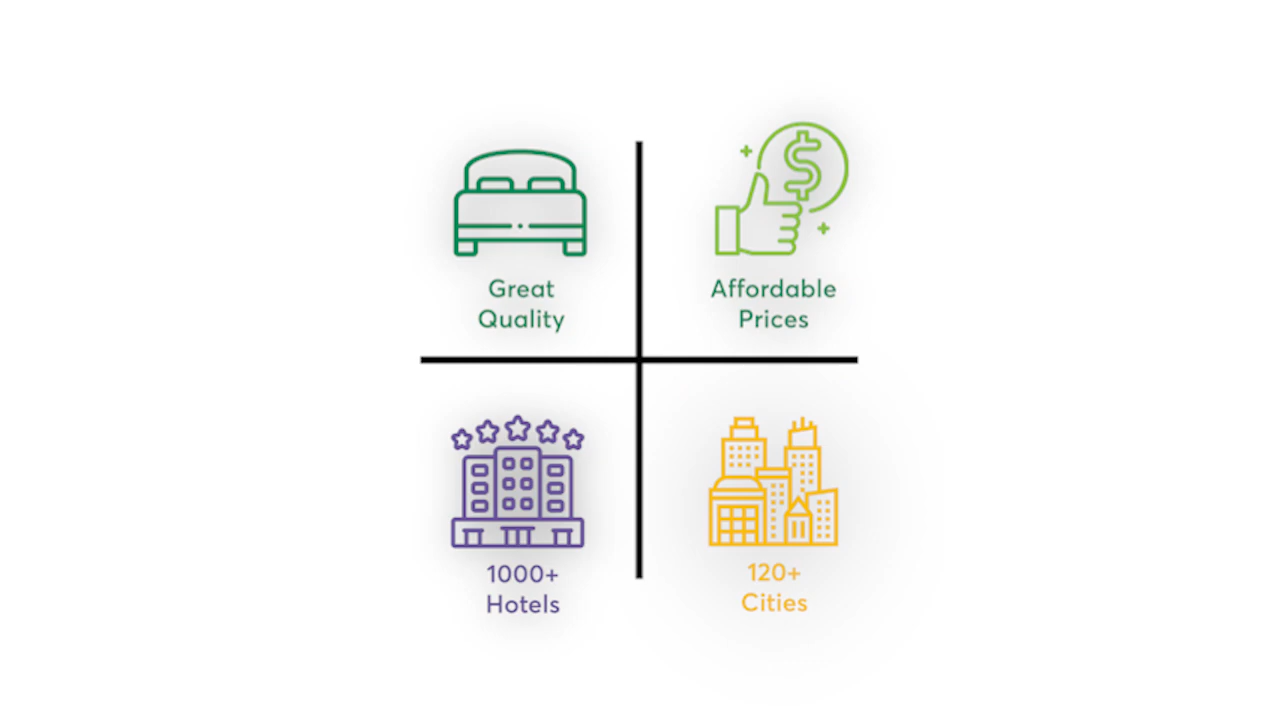 Great
Quality
Affordable
Prices
1000+
Hotels
120+
Cities